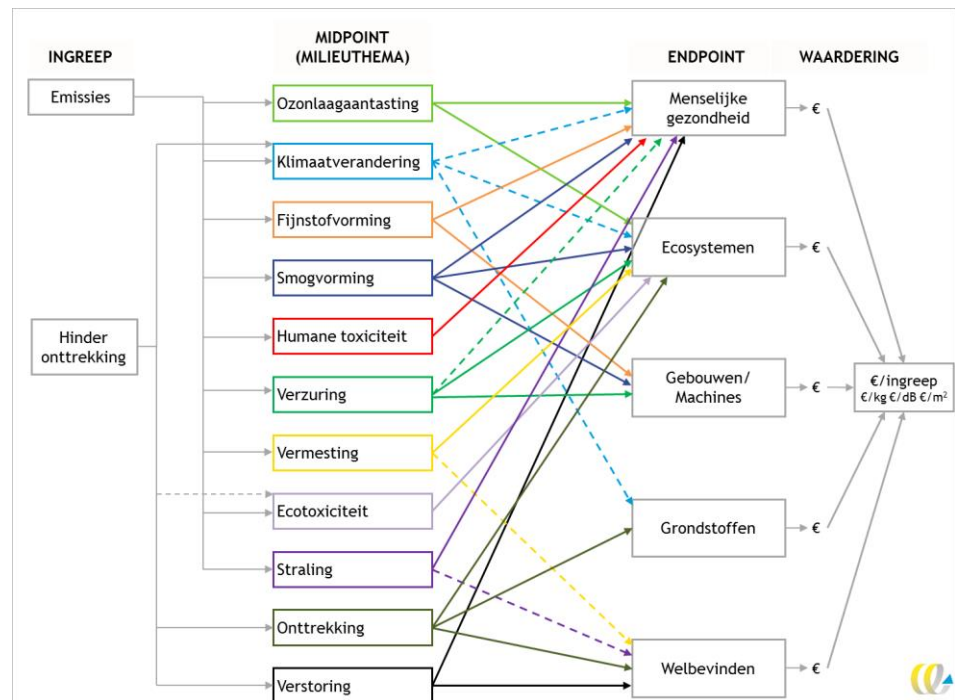 INGREEP
MIDPOINT
(MILIEUTHEMA)
ENDPOINT
WAARDERING
Emissies
Hinder
onttrekking
Ozonlaagaantasting
Klimaatverandering
Fijnstofvorming
Smogvorming
Humane toxiciteit
Verzuring
Vermesting
Ecotoxiciteit
Straling
Onttrekking
Verstoring
Menselijke
gezondheid
Ecosystemen
Gebouwen/
Machines
Grondstoffen
Welbevinden
€
€
€
€
€
€/ingreep
€/kg €/dB €/m²